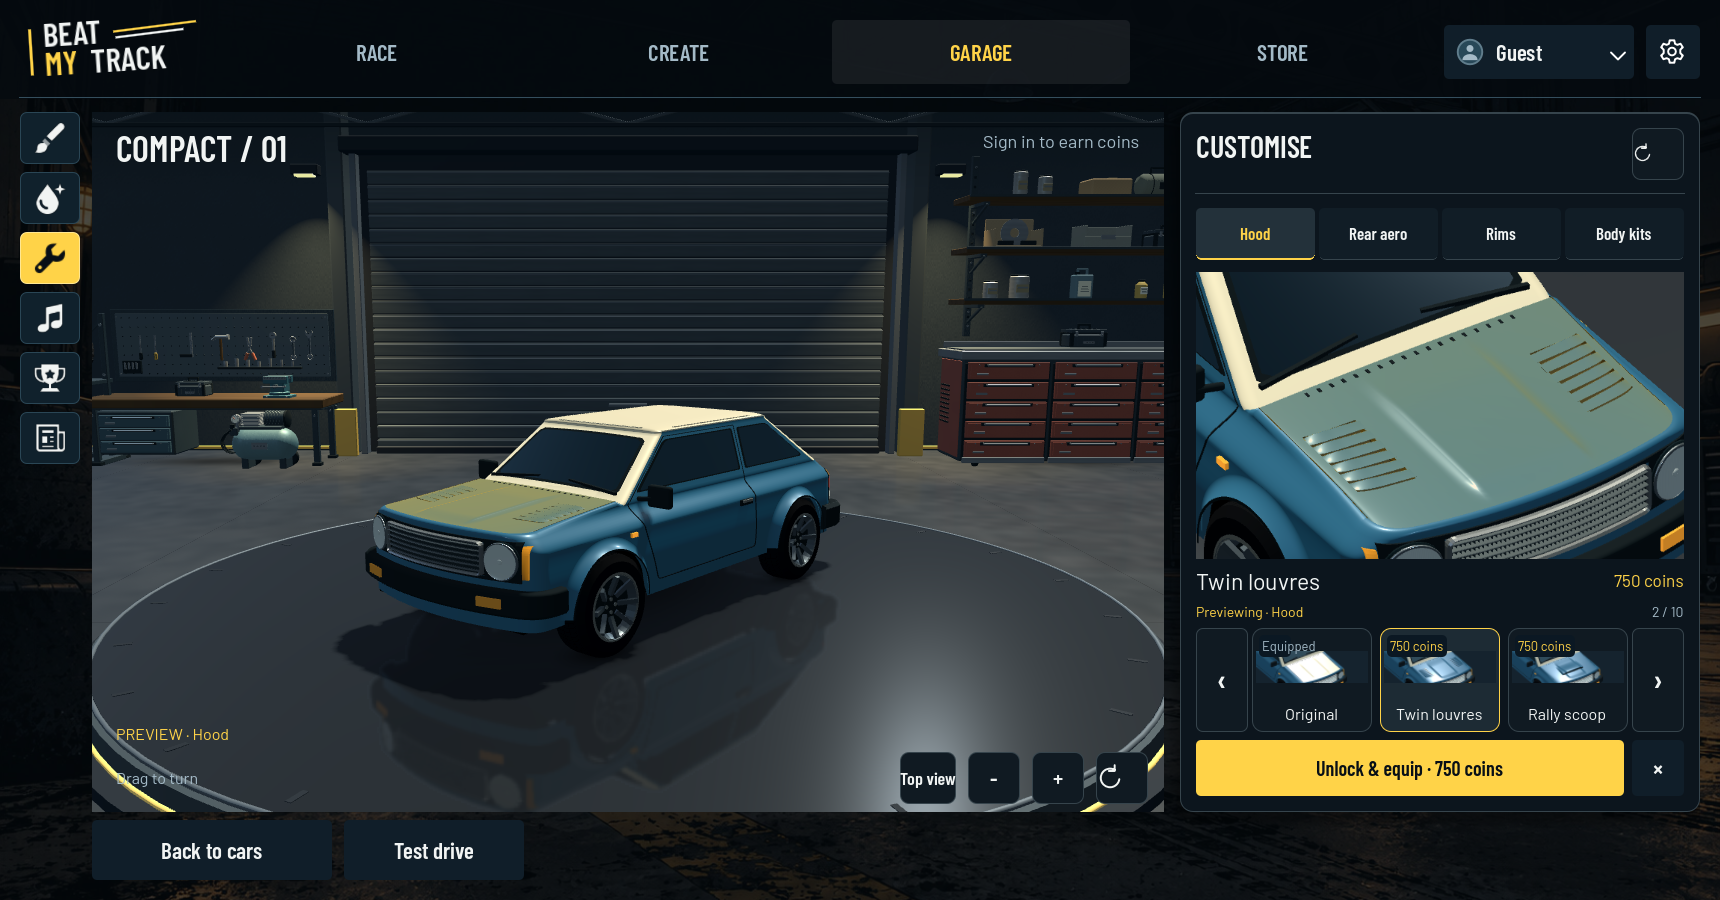 BEAT
MY TRACK
RACE
CREATE
GARAGE
STORE
Guest
COMPACT / 01
Sign in to earn coins
CUSTOMISE
Hood
Rear aero
Rims
Body kits
Twin louvres
750 coins
Previewing · Hood
2 / 10
Equipped
750 coins
750 coins
‹
›
Original
Twin louvres
Rally scoop
PREVIEW · Hood
Drag to turn
Top view
-
+
Unlock & equip · 750 coins
×
Back to cars
Test drive